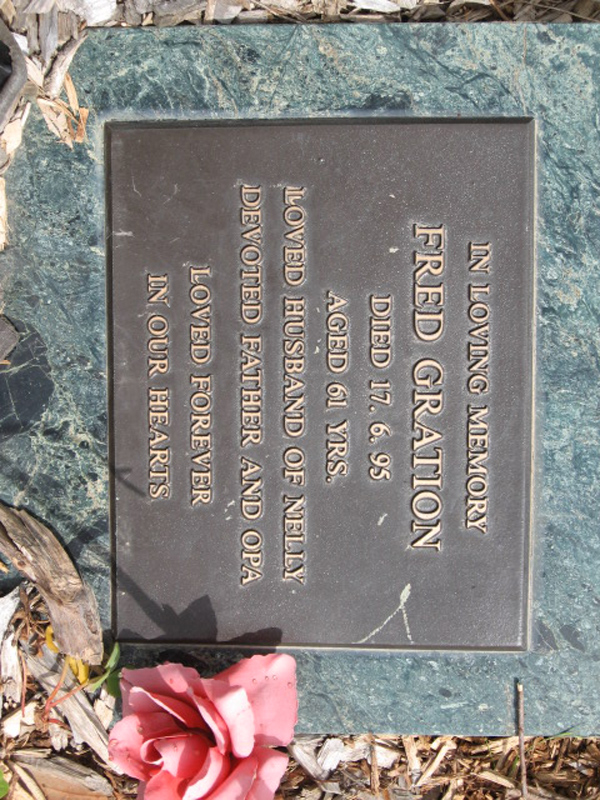 IN LOVING MEMORY
FRED GRATION
DIED 17. 6. 95
AGED 61 YRS.
LOVED HUSBAND OF NELLY
DEVOTED FATHER AND OPA
LOVED FOREVER
IN OUR HEARTS